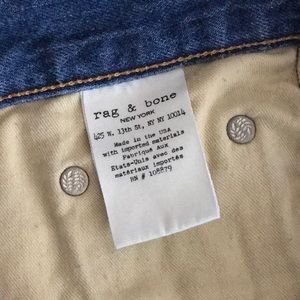 rag & bone
NEW YORK
425 W. 13th St, NY NY 10014
Made in the USA
with imported materials
Fabriqué Aux
Etats-Unis avec des
matériaux importés
RN # 108879